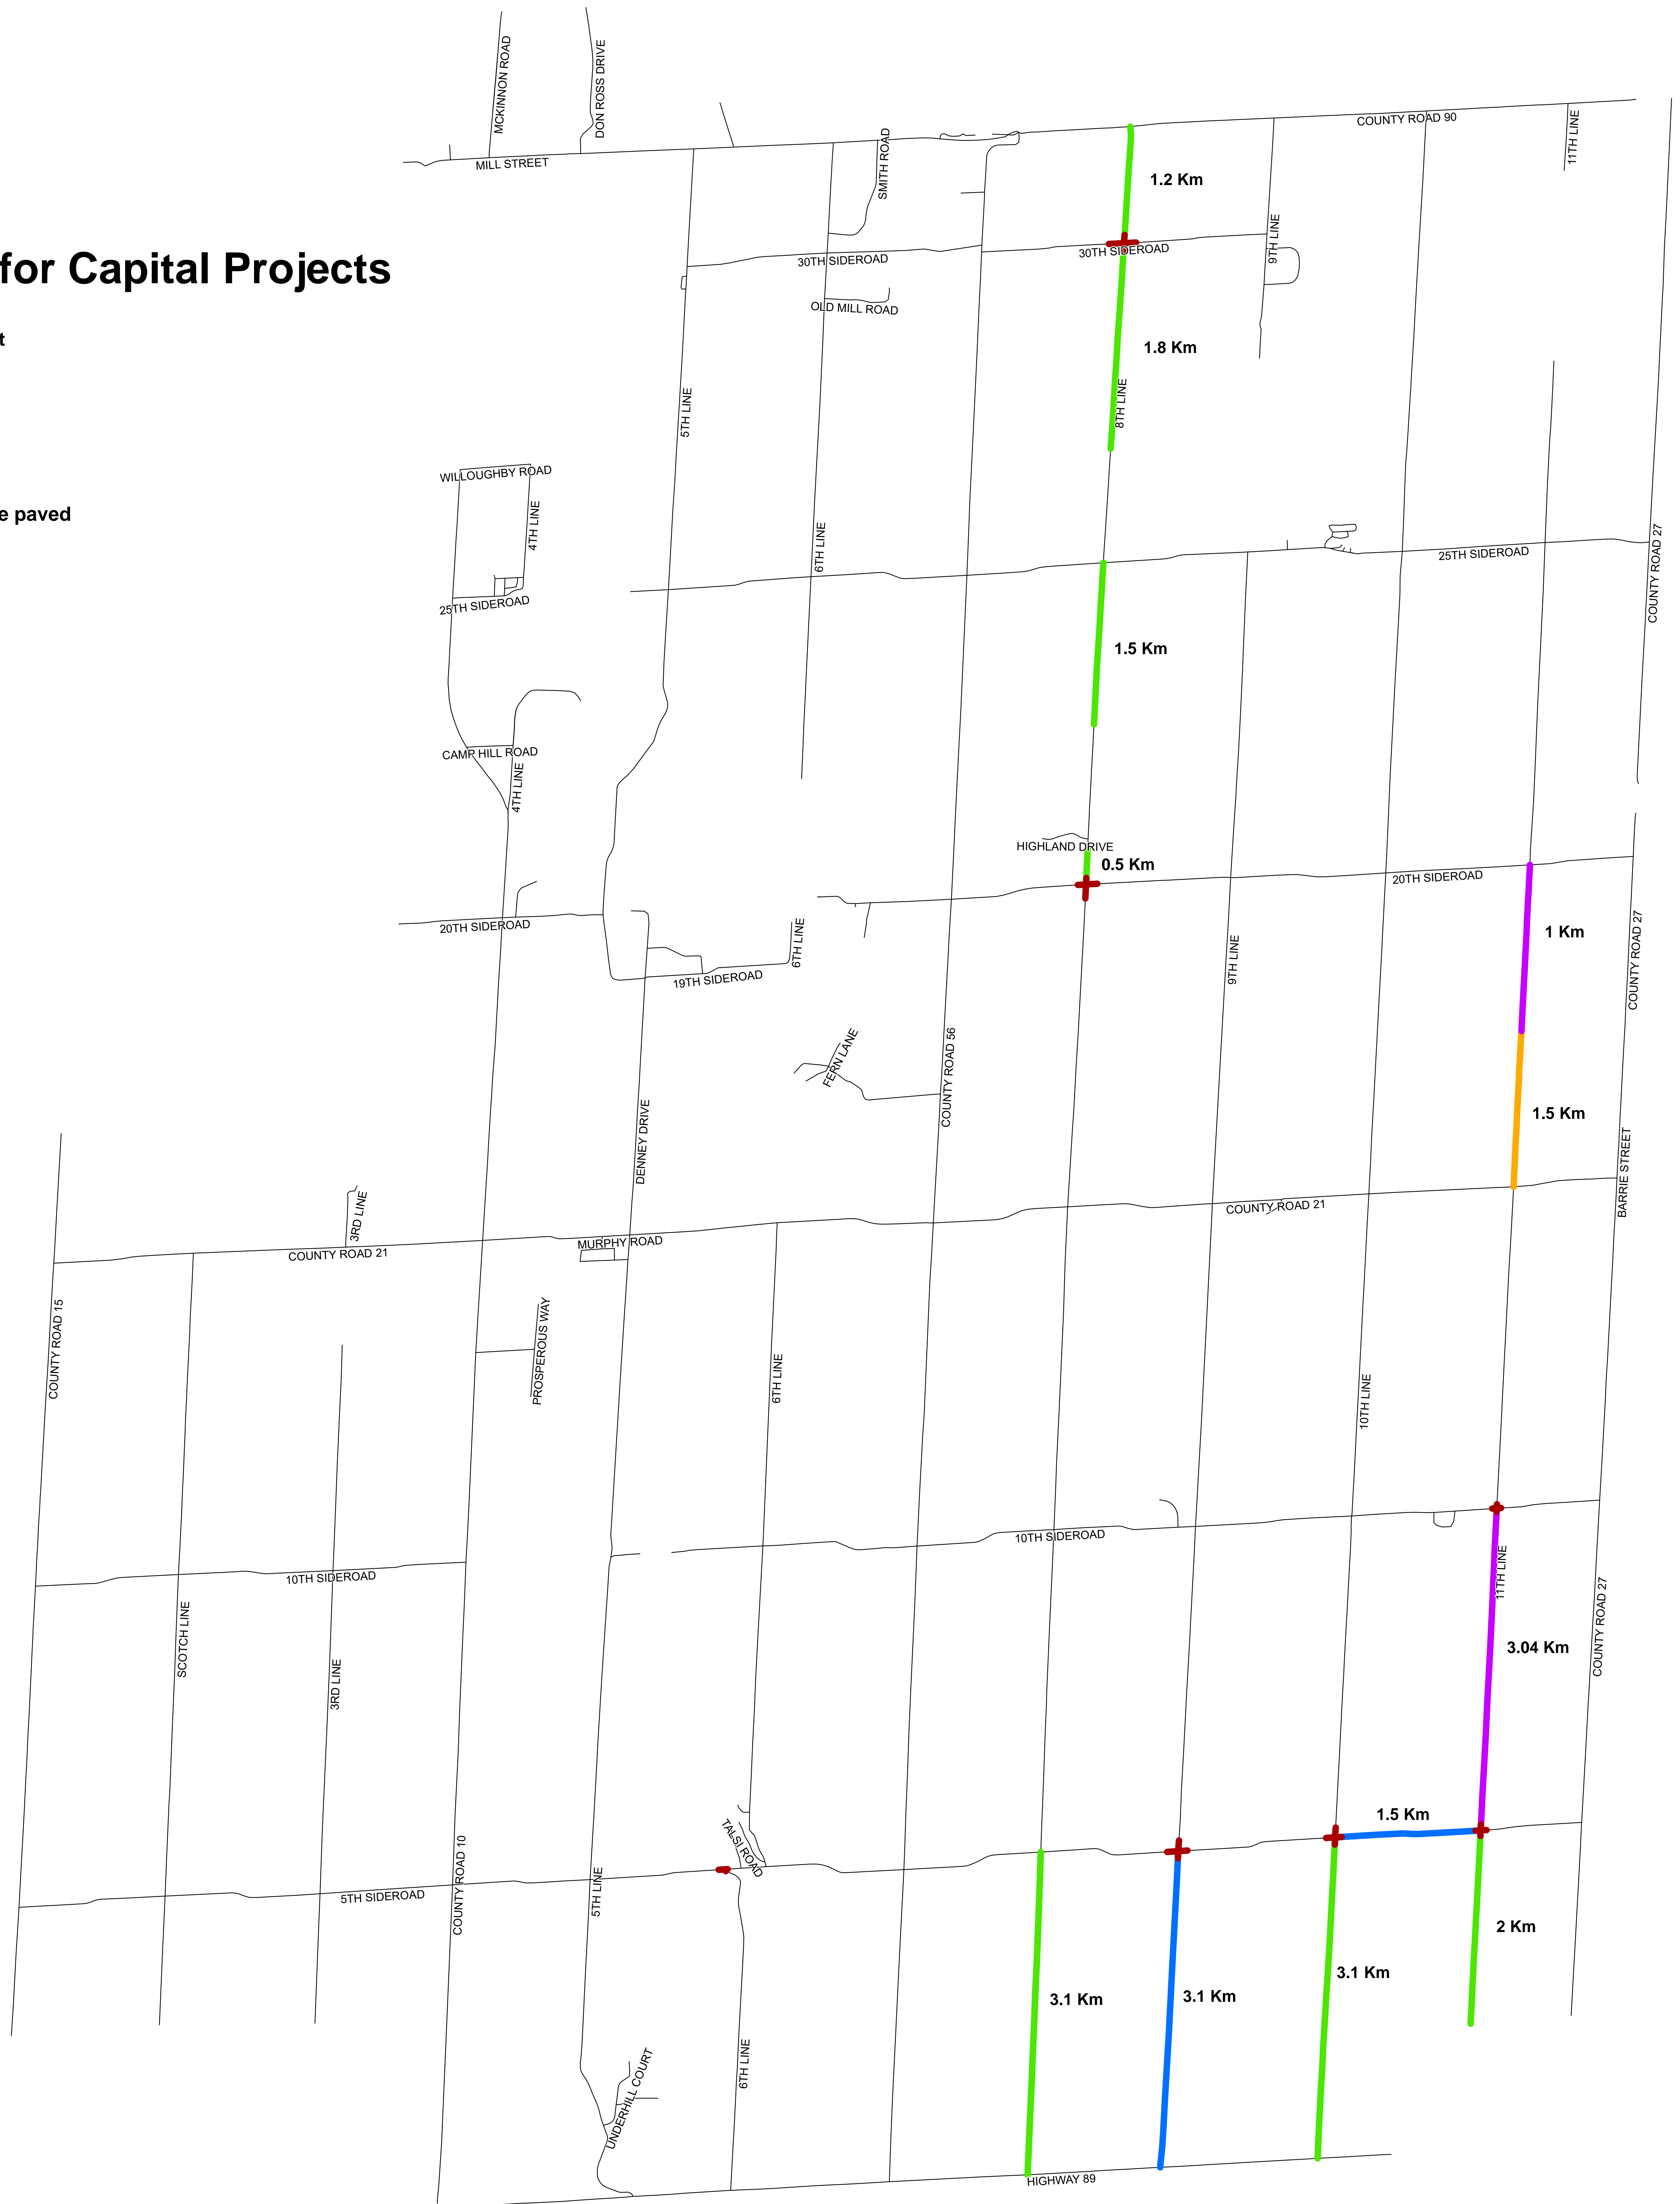 MCKINNON ROAD
DON ROSS DRIVE
MILL STREET
SMITH ROAD
COUNTY ROAD 90
11TH LINE
1.2 Km
for Capital Projects
30TH SIDEROAD
30TH SIDEROAD
9TH LINE
OLD MILL ROAD
t
1.8 Km
5TH LINE
8TH LINE
WILLOUGHBY ROAD
e paved
4TH LINE
6TH LINE
25TH SIDEROAD
COUNTY ROAD 27
25TH SIDEROAD
1.5 Km
CAMP HILL ROAD
4TH LINE
HIGHLAND DRIVE
0.5 Km
20TH SIDEROAD
20TH SIDEROAD
1 Km
6TH LINE
9TH LINE
COUNTY ROAD 27
19TH SIDEROAD
FERN LANE
COUNTY ROAD 56
1.5 Km
DENNEY DRIVE
BARRIE STREET
3RD LINE
COUNTY ROAD 21
COUNTY ROAD 21
MURPHY ROAD
COUNTY ROAD 15
PROSPEROUS WAY
6TH LINE
10TH LINE
10TH SIDEROAD
11TH LINE
10TH SIDEROAD
SCOTCH LINE
3RD LINE
COUNTY ROAD 27
3.04 Km
1.5 Km
TALSI ROAD
COUNTY ROAD 10
5TH LINE
5TH SIDEROAD
2 Km
3.1 Km
3.1 Km
3.1 Km
6TH LINE
UNDERHILL COURT
HIGHWAY 89